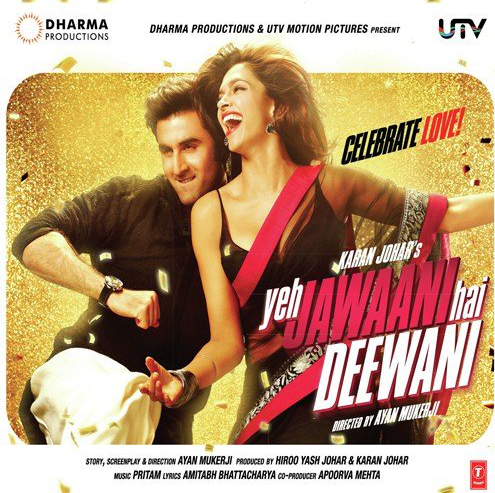 DHARMA
PRODUCTIONS
DHARMA PRODUCTIONS & UTV MOTION PICTURES PRESENT
UTV
CELEBRATE LOVE!
KARAN JOHAR's
yeh JAWAANI hai
DEEWANI
DIRECTED BY AYAN MUKERJI
STORY, SCREENPLAY & DIRECTION AYAN MUKERJI PRODUCED BY HIROO YASH JOHAR & KARAN JOHAR
MUSIC PRITAM LYRICS AMITABH BHATTACHARYA CO-PRODUCER APOORVA MEHTA
T
SERIES